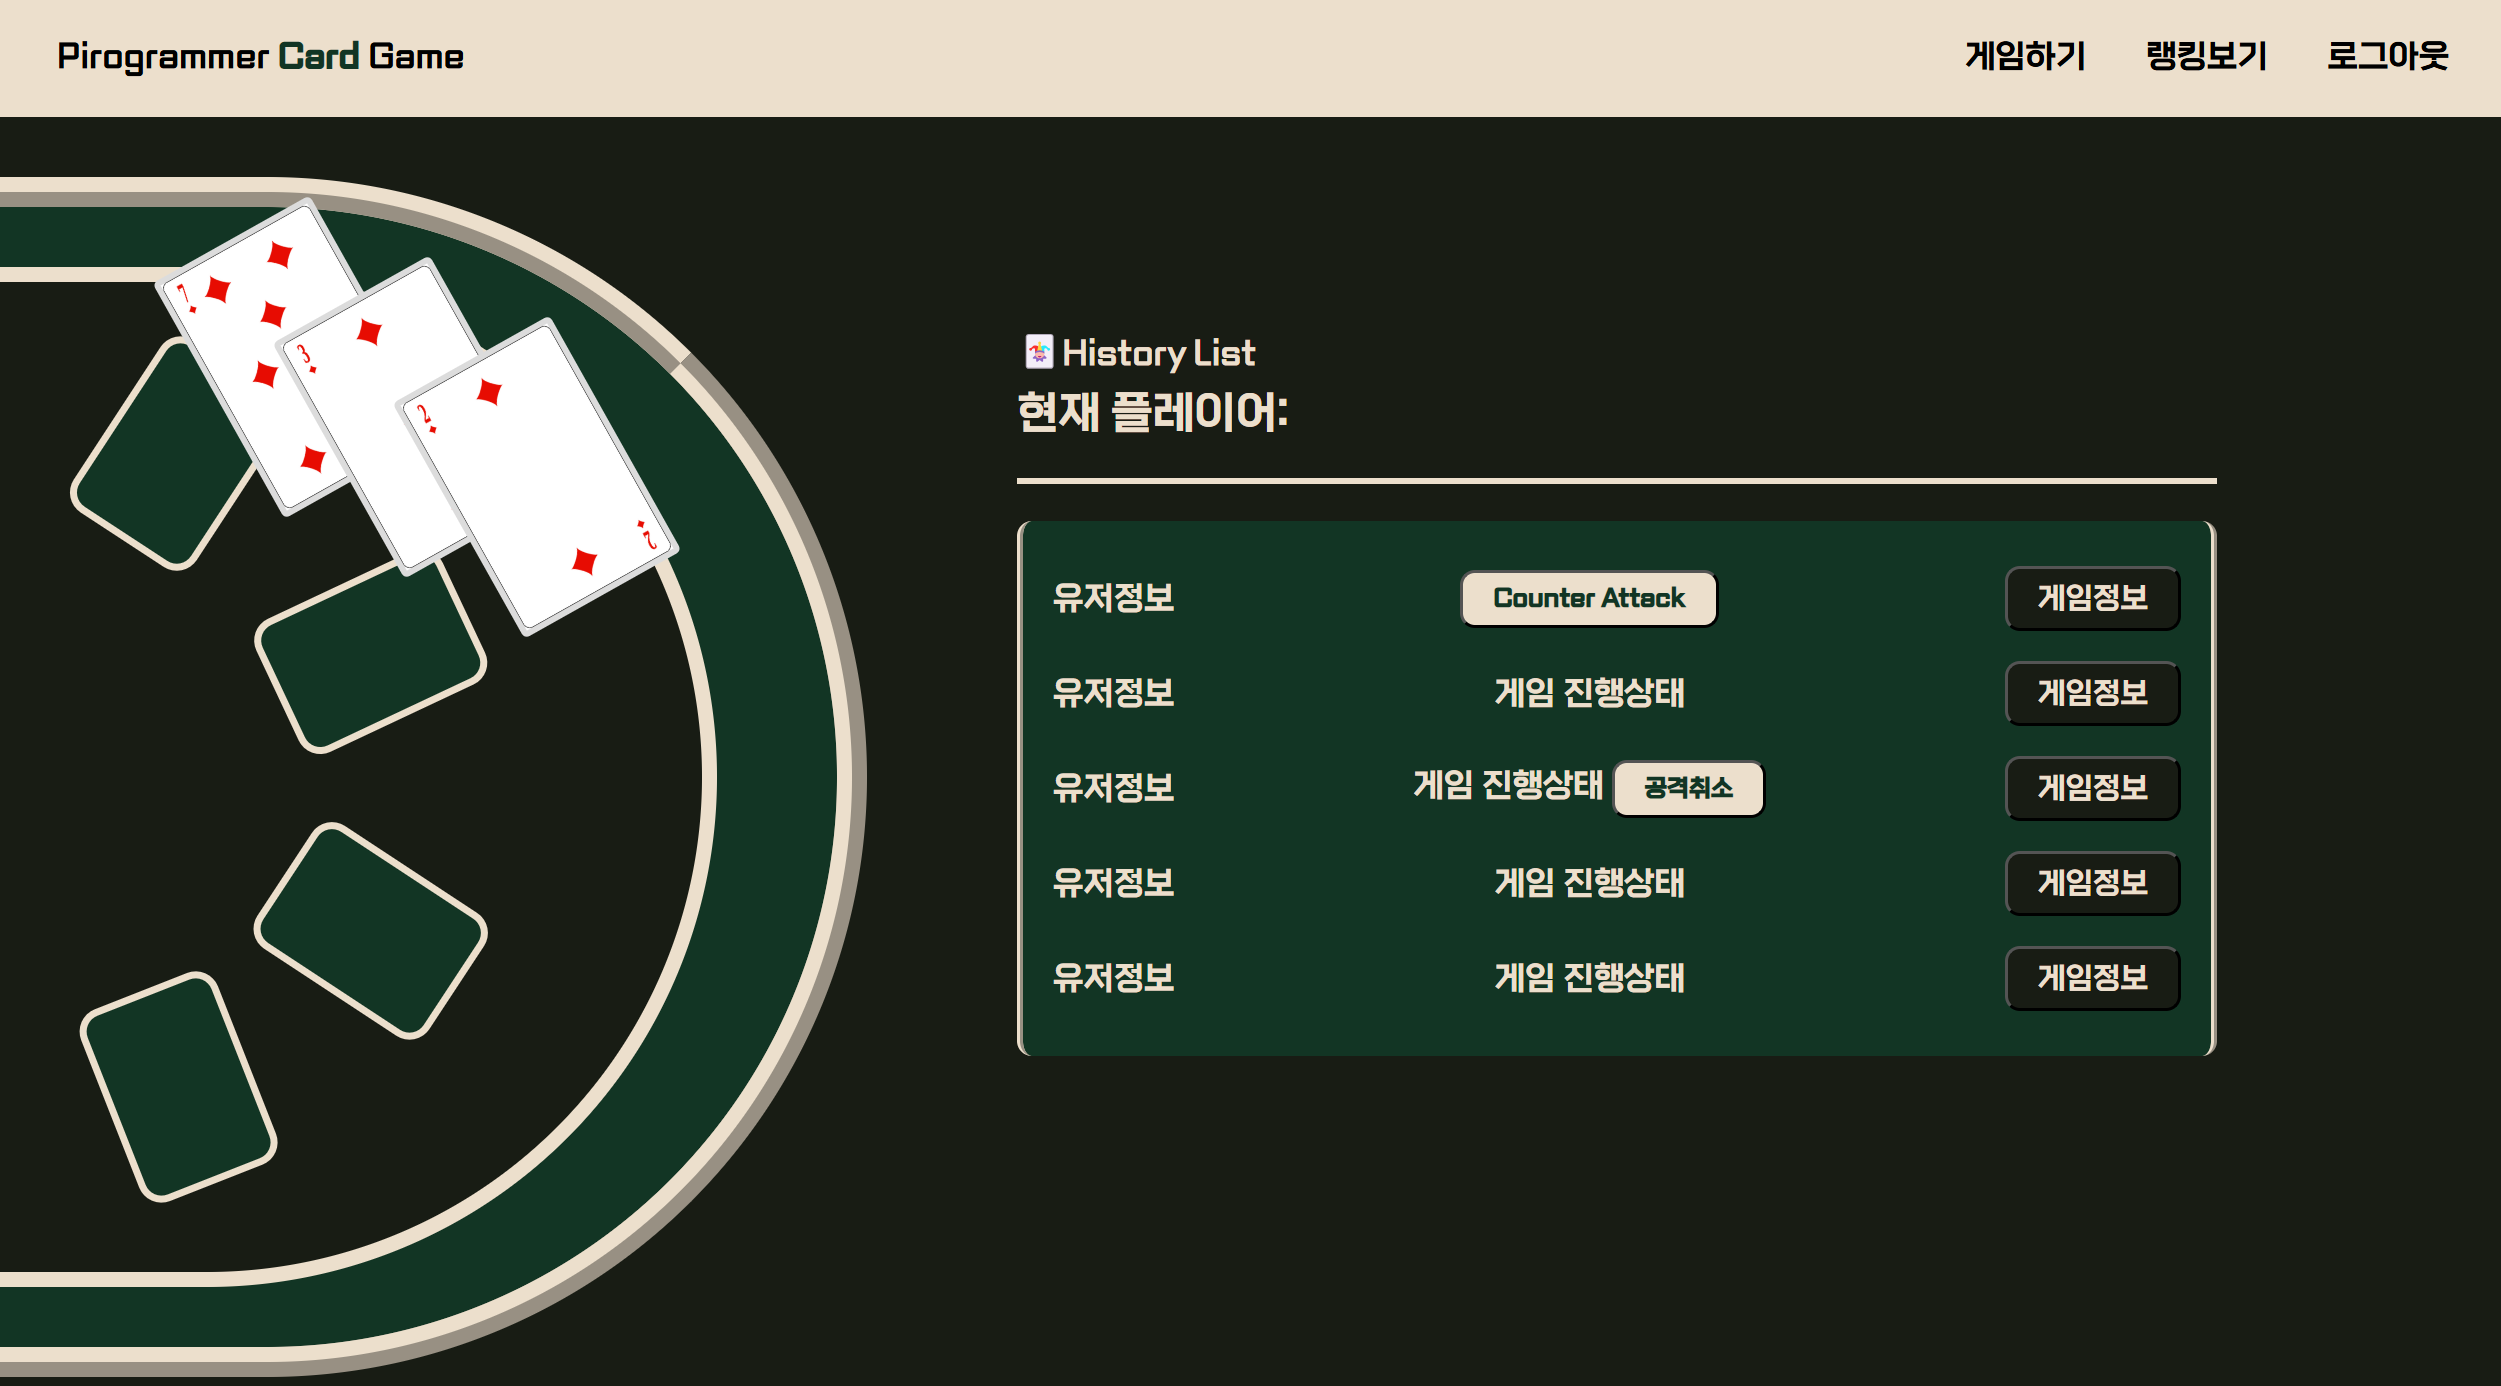 Pirogrammer Card Game
게임하기 랭킹보기 로그아웃
7
3
2
2
History List
현재 플레이어:
유저정보 Counter Attack 게임정보
유저정보 게임 진행상태 게임정보
유저정보 게임 진행상태 공격취소 게임정보
유저정보 게임 진행상태 게임정보
유저정보 게임 진행상태 게임정보